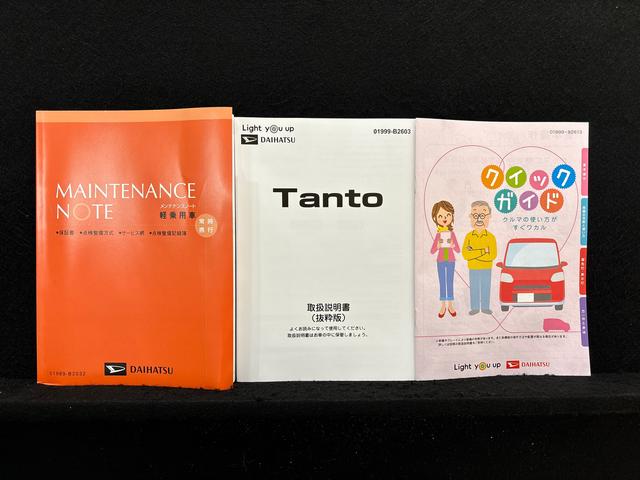 MAINTENANCE
NOTE
メンテナンスノート
軽乗用車
常時
携行
•保証書 •点検整備方式 •サービス網 •点検整備記録簿
DAIHATSU
01999-B2032
Light you up
DAIHATSU
01999-B2603
Tanto
取扱説明書
（抜粋版）
よくお読みになって使用してください。
取扱説明書はお車の中に保管しましょう。
01999-B2613
クイック
ガイド
クルマの使い方が
すぐワカル
Light you up
DAIHATSU